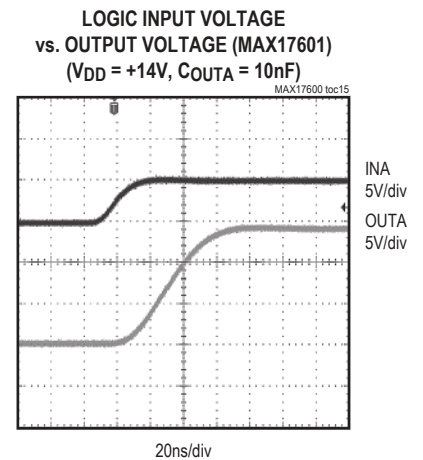 LOGIC INPUT VOLTAGE
vs. OUTPUT VOLTAGE (MAX17601)
(VDD = +14V, COUTA = 10nF)
MAX17600 toc15
INA
5V/div
OUTA
5V/div
20ns/div